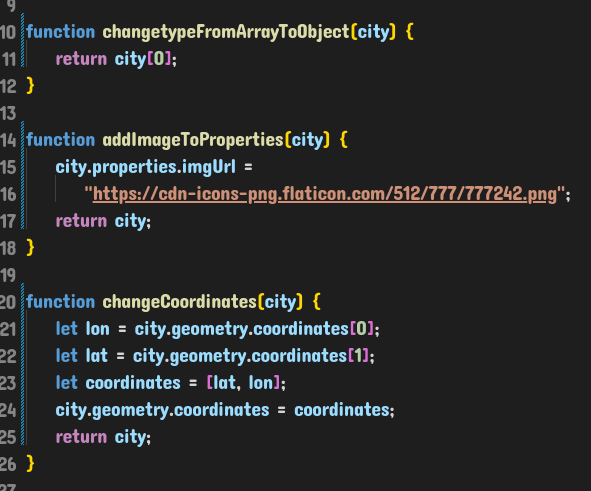 9
10 function changetypeFromArrayToObject(city) {
11 return city[0];
12 }
13
14 function addImageToProperties(city) {
15 city.properties.imgUrl =
16 "https://cdn-icons-png.flaticon.com/512/777/777242.png";
17 return city;
18 }
19
20 function changeCoordinates(city) {
21 let lon = city.geometry.coordinates[0];
22 let lat = city.geometry.coordinates[1];
23 let coordinates = [lat, lon];
24 city.geometry.coordinates = coordinates;
25 return city;
26 }
27